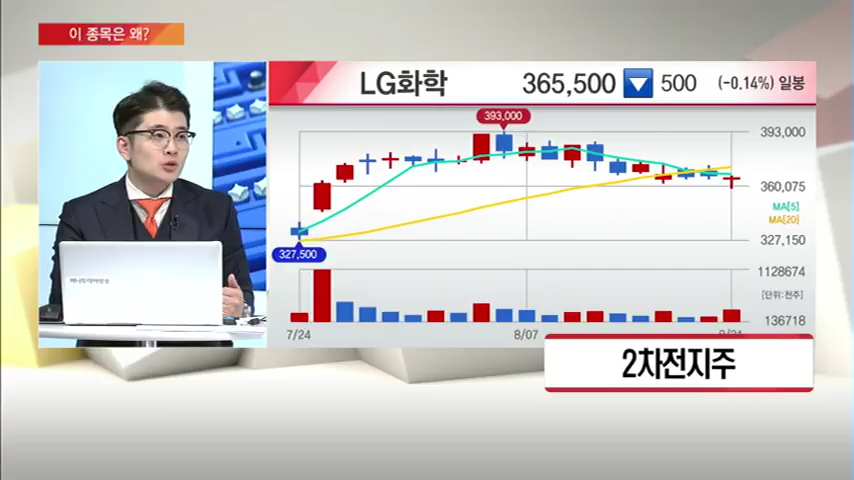 이 종목은 왜?
LG화학 365,500 ▼ 500 (-0.14%) 일봉
393,000
393,000
360,075
MA[5]
MA[20]
327,500
327,150
1128674
[단위:천주]
136718
7/24 8/07
2차전지주